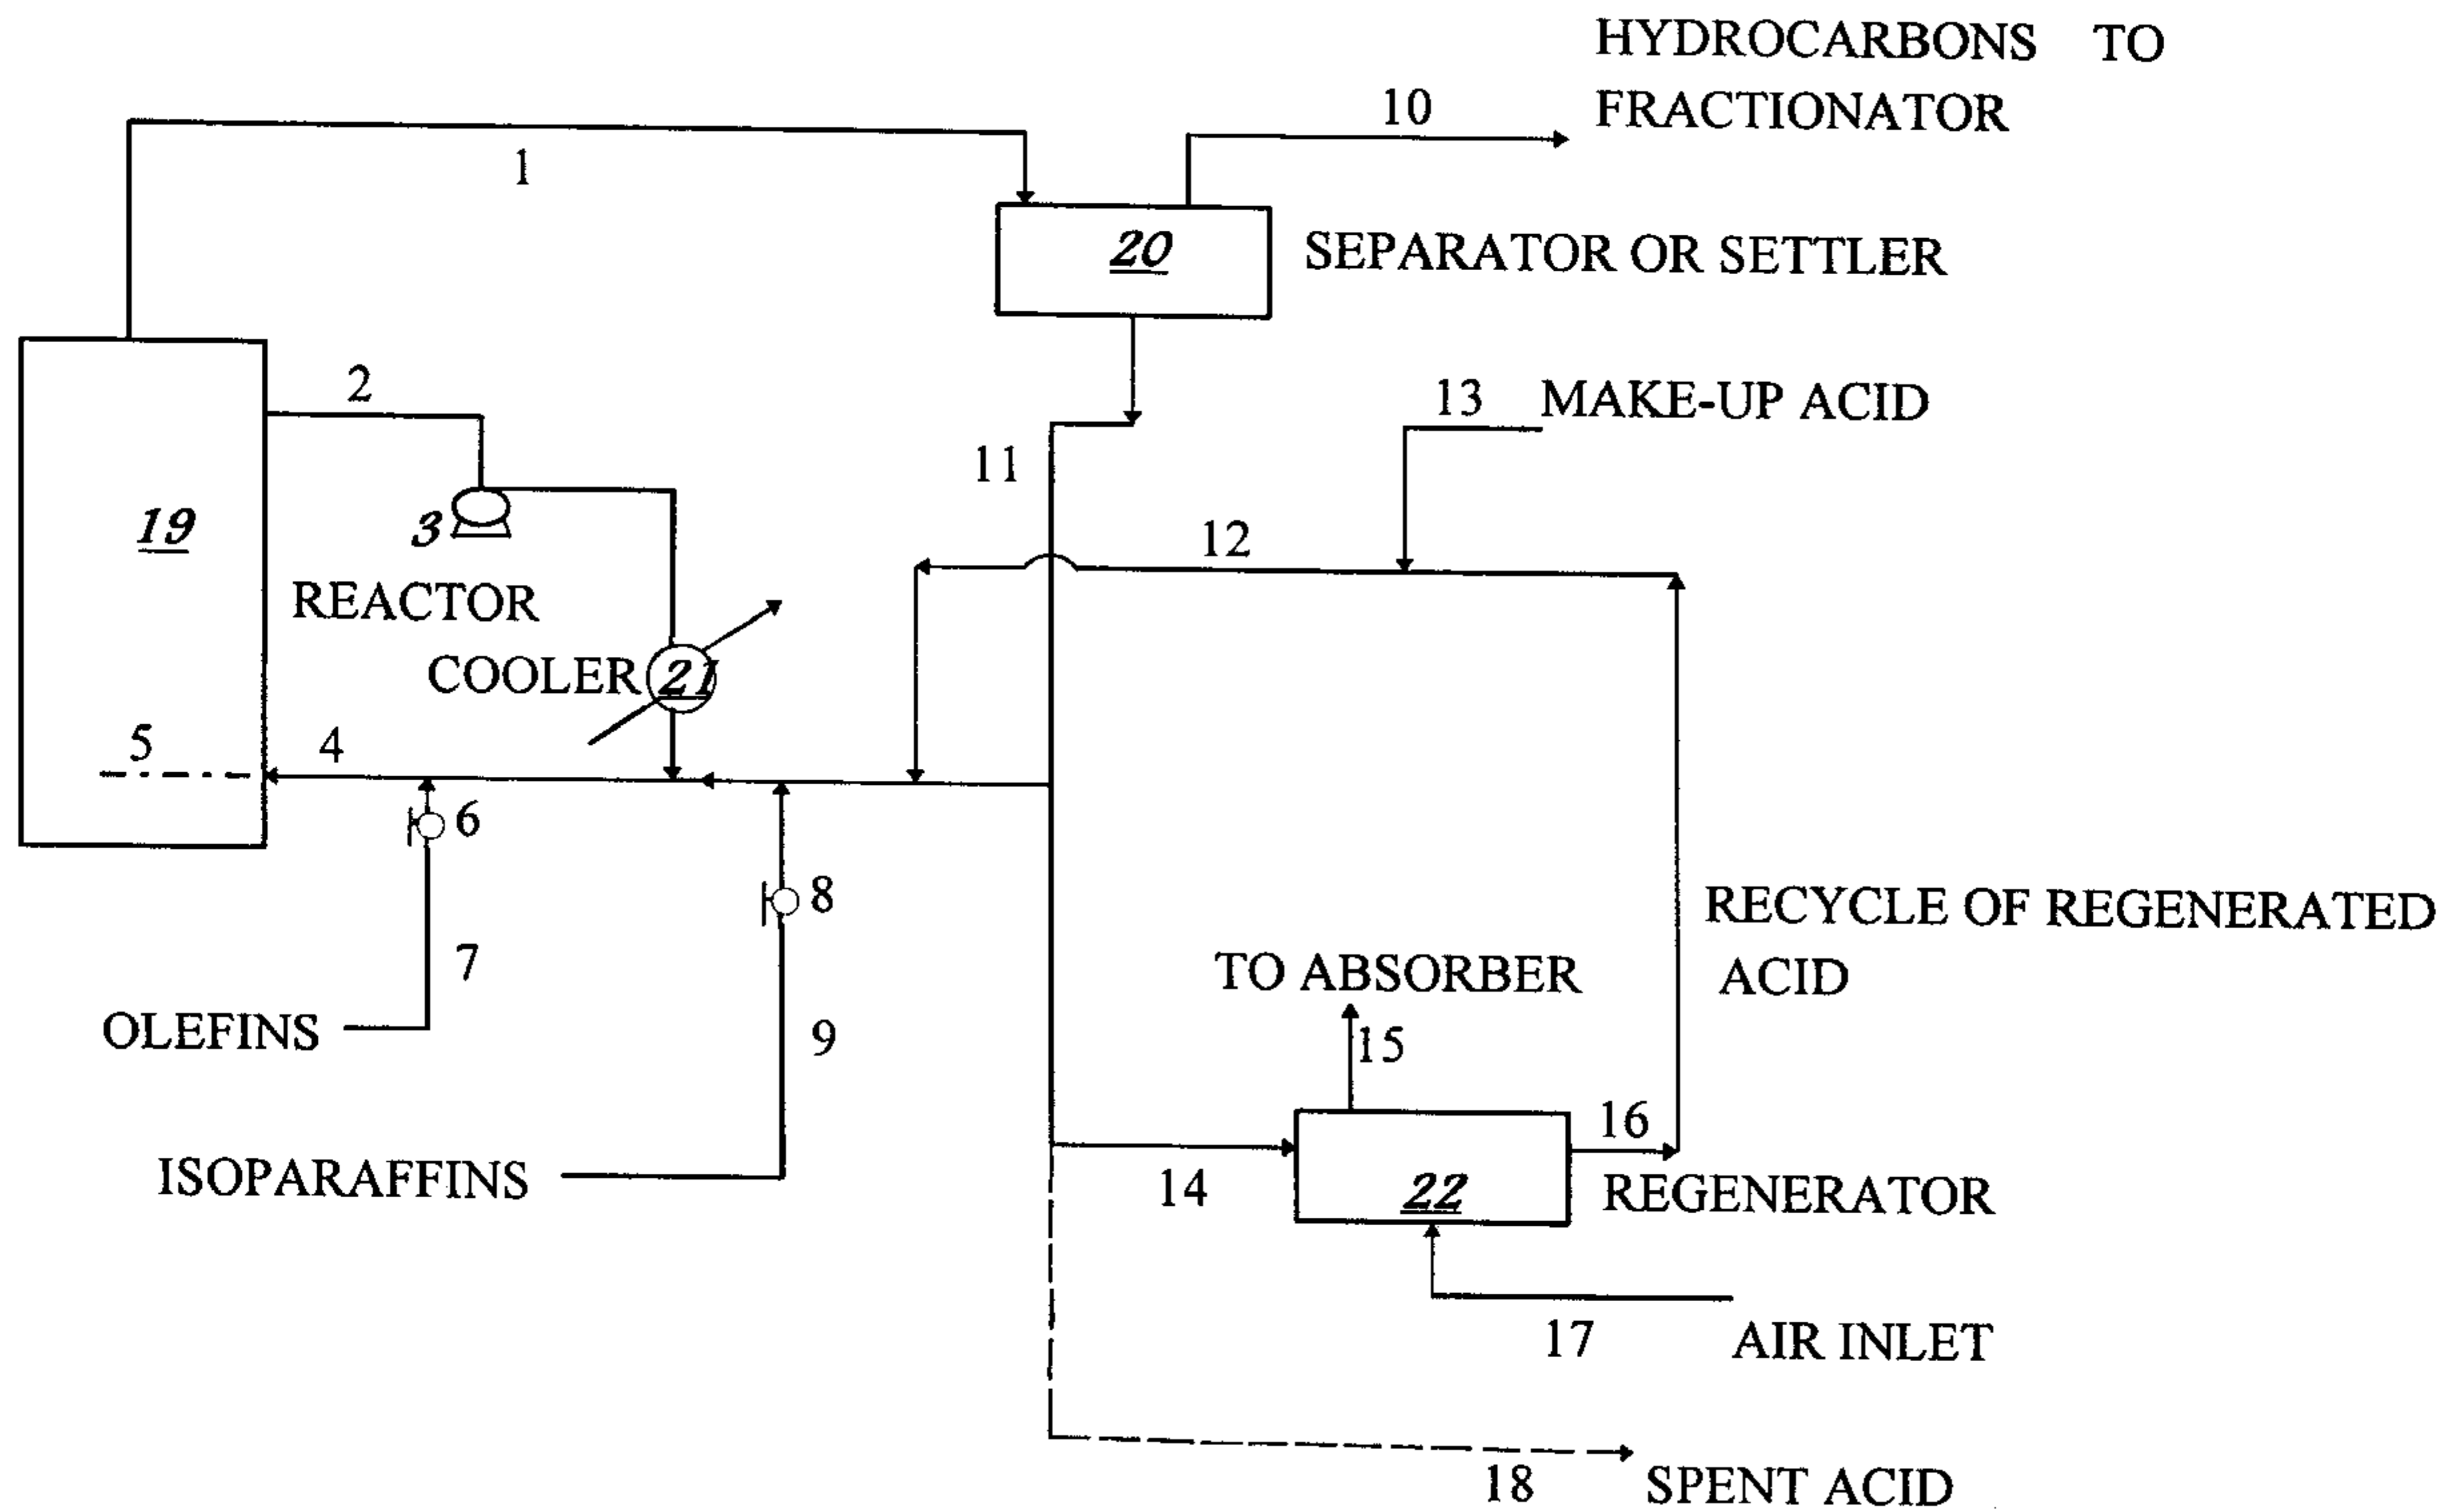 HYDROCARBONS TO
FRACTIONATOR
10
1
20
SEPARATOR OR SETTLER
2
13
MAKE-UP ACID
11
3
19
12
REACTOR
COOLER
21
5
4
6
8
RECYCLE OF REGENERATED
ACID
7
TO ABSORBER
OLEFINS
9
15
16
ISOPARAFFINS
14
22
REGENERATOR
17
AIR INLET
18
SPENT ACID